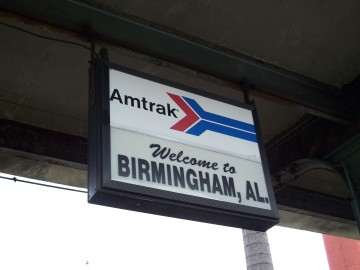 Amtrak®
Welcome to
BIRMINGHAM, AL.